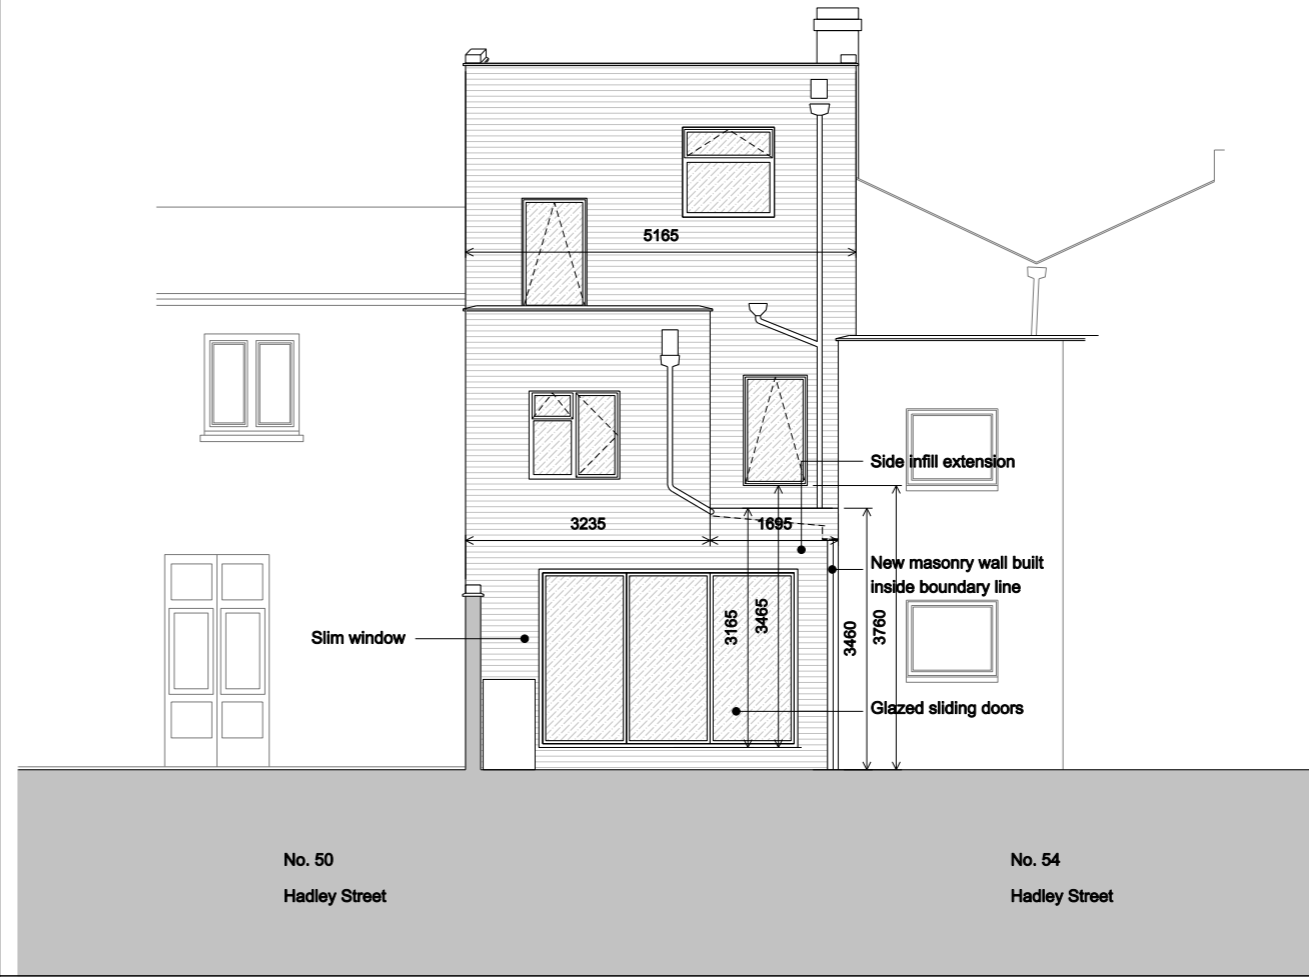 5165
Side infill extension
3235
1695
New masonry wall built
inside boundary line
3165
3465
3460
3760
Slim window
Glazed sliding doors
No. 50
Hadley Street
No. 54
Hadley Street